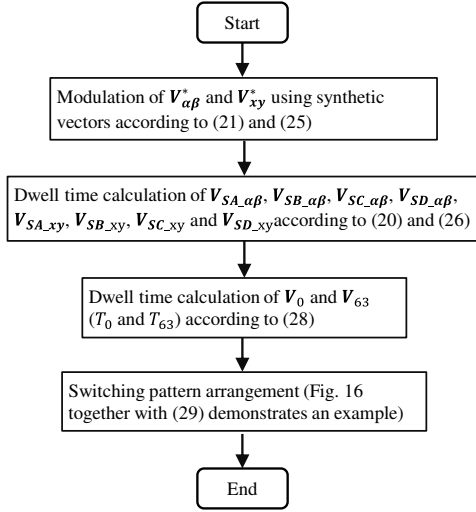 Start
Modulation of V*αβ and V*xy using synthetic
vectors according to (21) and (25)
Dwell time calculation of VSA_αβ, VSB_αβ, VSC_αβ, VSD_αβ,
VSA_xy, VSB_xy, VSC_xy and VSD_xyaccording to (20) and (26)
Dwell time calculation of V0 and V63
(T0 and T63) according to (28)
Switching pattern arrangement (Fig. 16
together with (29) demonstrates an example)
End